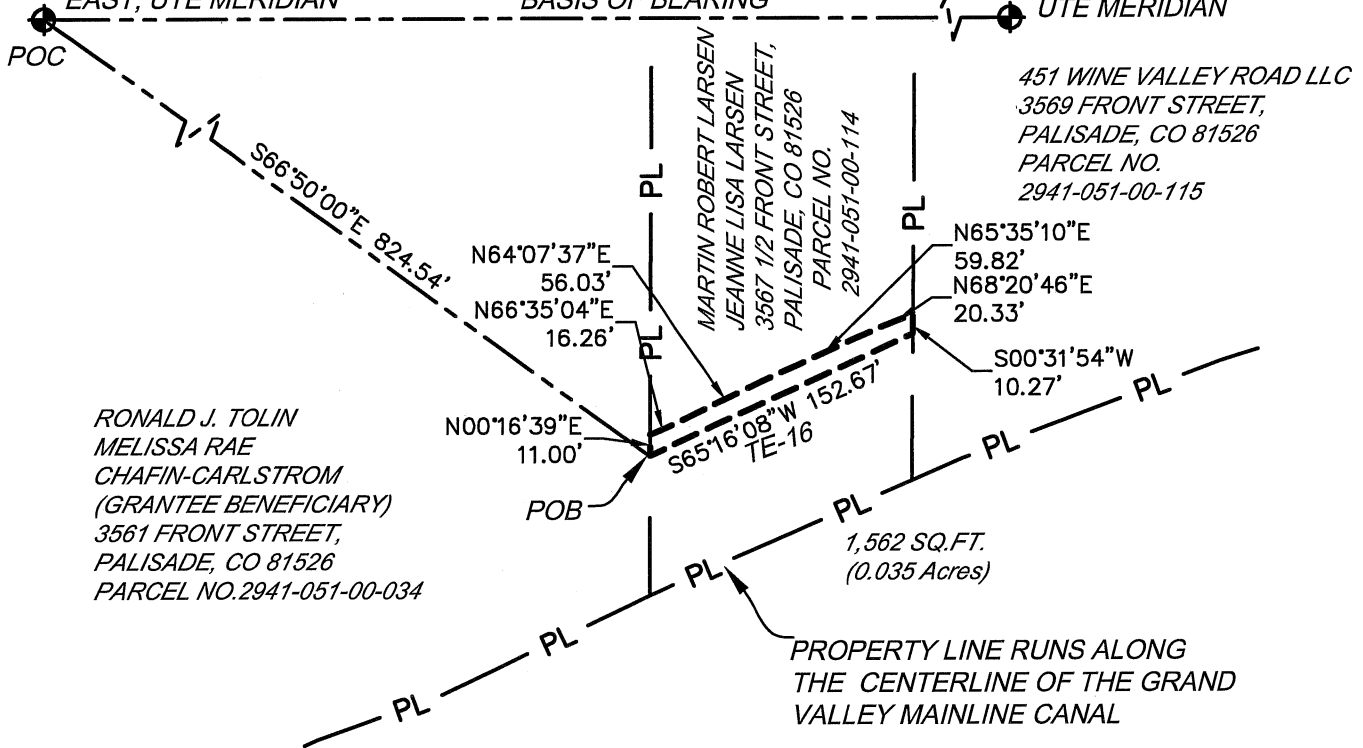 EAST, UTE MERIDIAN
BASIS OF BEARING
UTE MERIDIAN
POC
451 WINE VALLEY ROAD LLC
3569 FRONT STREET,
PALISADE, CO 81526
PARCEL NO.
2941-051-00-115
MARTIN ROBERT LARSEN
JEANNE LISA LARSEN
3567 1/2 FRONT STREET,
PALISADE, CO 81526
PARCEL NO.
2941-051-00-114
PL
PL
PL
S66°50'00"E 824.54'
N64°07'37"E
56.03'
N66°35'04"E
16.26'
N65°35'10"E
59.82'
N68°20'46"E
20.33'
S00°31'54"W
10.27'
N00°16'39"E
11.00'
S65°16'08"W 152.67'
TE-16
POB
RONALD J. TOLIN
MELISSA RAE
CHAFIN-CARLSTROM
(GRANTEE BENEFICIARY)
3561 FRONT STREET,
PALISADE, CO 81526
PARCEL NO.2941-051-00-034
PL
PL
PL
PL
PL
PL
1,562 SQ.FT.
(0.035 Acres)
PROPERTY LINE RUNS ALONG
THE CENTERLINE OF THE GRAND
VALLEY MAINLINE CANAL